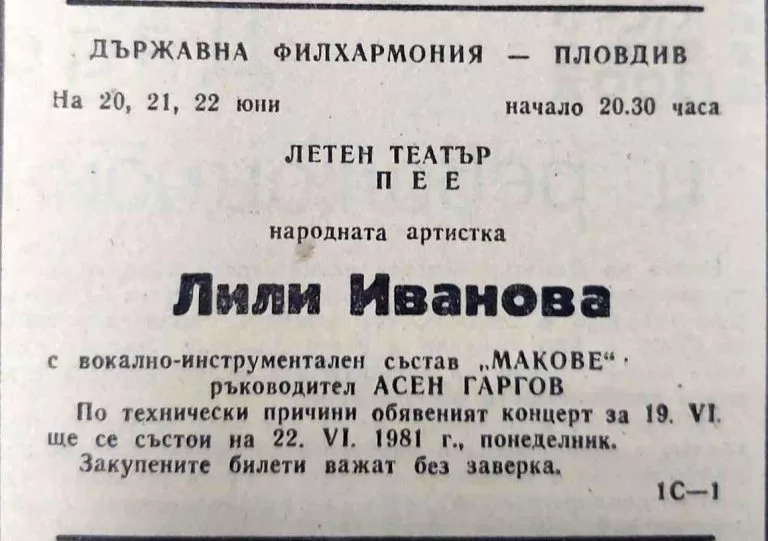 ДЪРЖАВНА ФИЛХАРМОНИЯ — ПЛОВДИВ
На 20, 21, 22 юни начало 20.30 часа
ЛЕТЕН ТЕАТЪР
ПЕЕ
народната артистка
Лили Иванова
с вокално-инструментален състав „МАКОВЕ“
ръководител АСЕН ГАРГОВ
По технически причини обявеният концерт за 19. VI.
ще се състои на 22. VI. 1981 г., понеделник.
Закупените билети важат без заверка.
1С—1